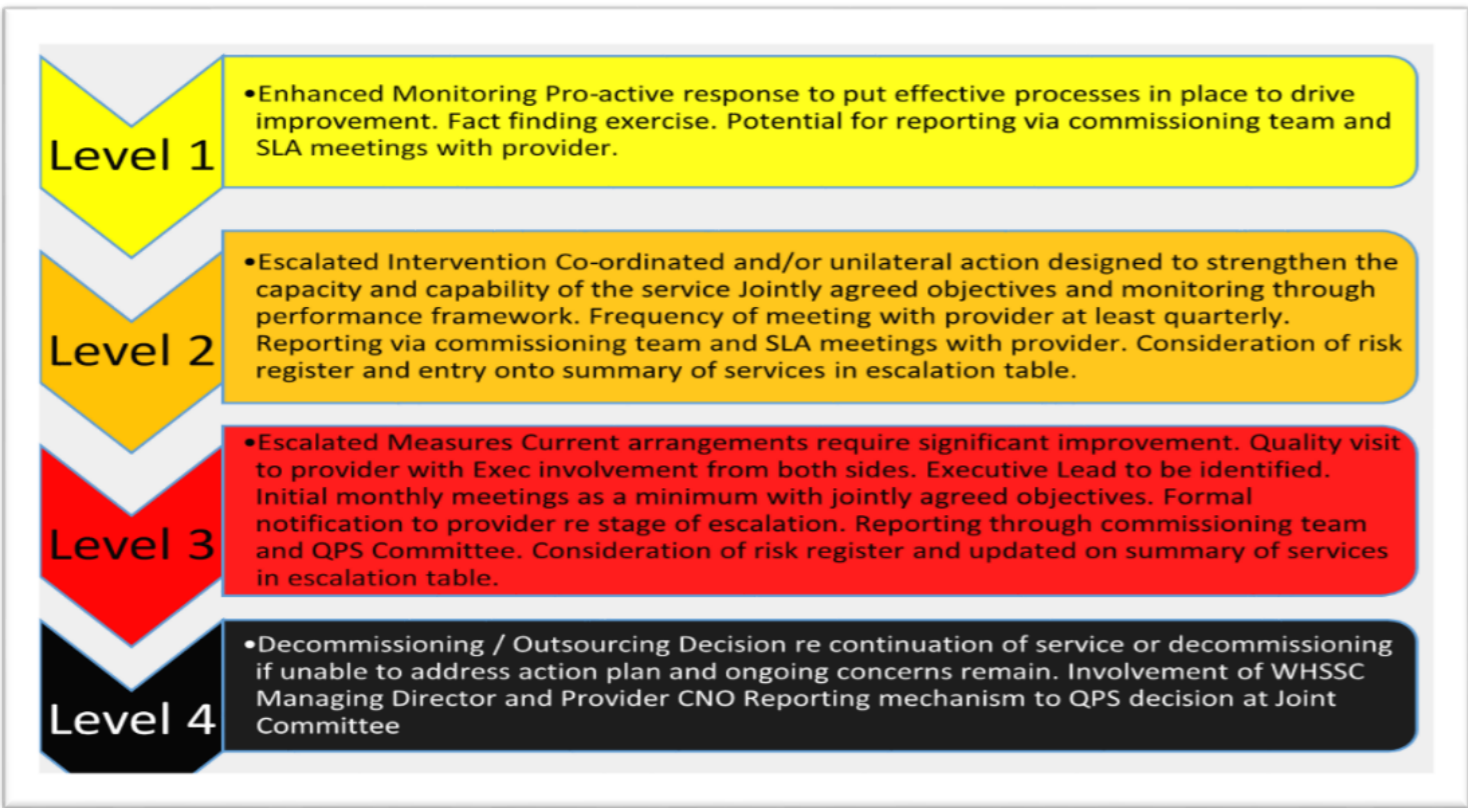 Level 1
•Enhanced Monitoring Pro-active response to put effective processes in place to drive
improvement. Fact finding exercise. Potential for reporting via commissioning team and
SLA meetings with provider.
Level 2
•Escalated Intervention Co-ordinated and/or unilateral action designed to strengthen the
capacity and capability of the service Jointly agreed objectives and monitoring through
performance framework. Frequency of meeting with provider at least quarterly.
Reporting via commissioning team and SLA meetings with provider. Consideration of risk
register and entry onto summary of services in escalation table.
Level 3
•Escalated Measures Current arrangements require significant improvement. Quality visit
to provider with Exec involvement from both sides. Executive Lead to be identified.
Initial monthly meetings as a minimum with jointly agreed objectives. Formal
notification to provider re stage of escalation. Reporting through commissioning team
and QPS Committee. Consideration of risk register and updated on summary of services
in escalation table.
Level 4
•Decommissioning / Outsourcing Decision re continuation of service or decommissioning
if unable to address action plan and ongoing concerns remain. Involvement of WHSSC
Managing Director and Provider CNO Reporting mechanism to QPS decision at Joint
Committee